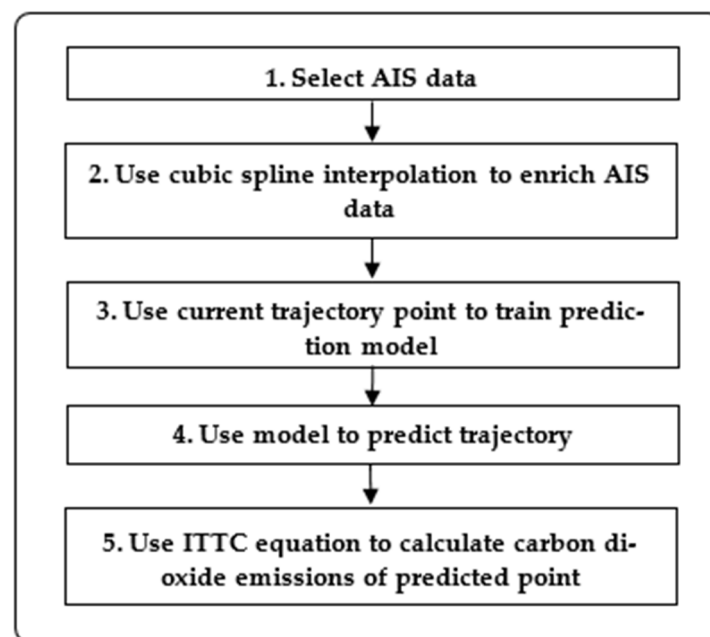 1. Select AIS data
2. Use cubic spline interpolation to enrich AIS
data
3. Use current trajectory point to train predic-
tion model
4. Use model to predict trajectory
5. Use ITTC equation to calculate carbon di-
oxide emissions of predicted point